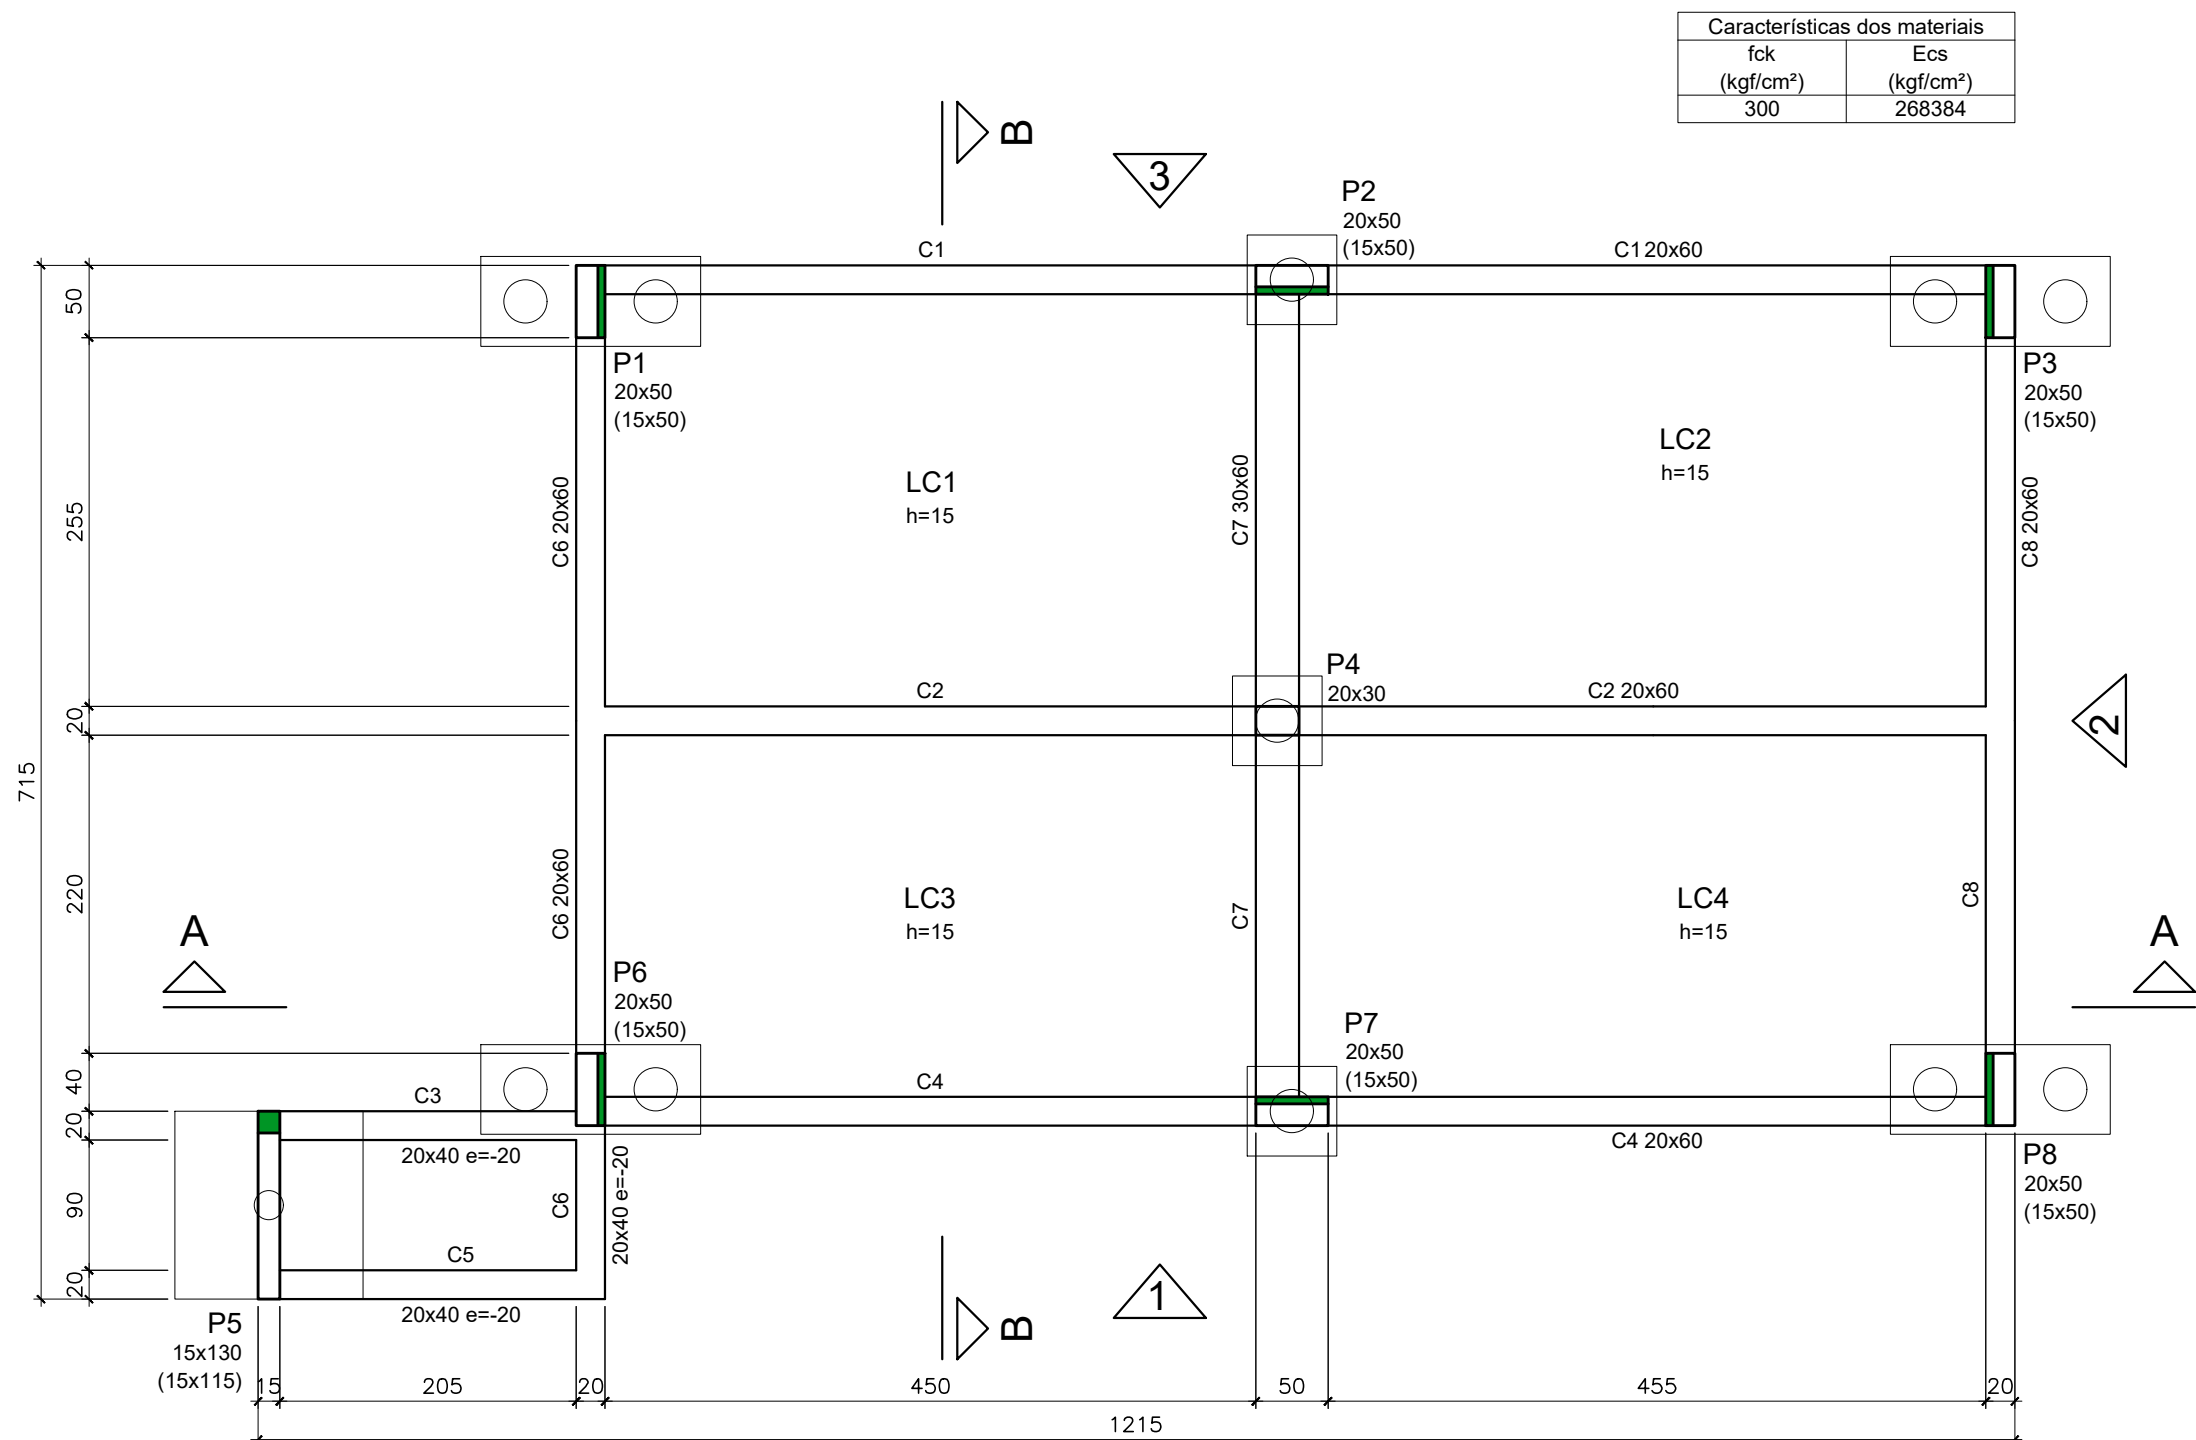 Características dos materiais
fck
(kgf/cm²)
Ecs
(kgf/cm²)
300
268384
B
3
P2
20x50
(15x50)
C1
C120x60
50
P1
20x50
(15x50)
P3
20x50
(15x50)
LC1
h=15
LC2
h=15
C6 20x60
C7 30x60
C8 20x60
255
P4
20x30
C2
C2 20x60
20
2
715
220
C6 20x60
LC3
h=15
C7
LC4
h=15
C8
A
A
P6
20x50
(15x50)
P7
20x50
(15x50)
40
C3
C4
20
20x40 e=-20
C4 20x60
P8
20x50
(15x50)
90
C6
20x40 e=-20
C5
20
20x40 e=-20
B
1
P5
15x130
(15x115)
15
205
20
450
50
455
20
1215